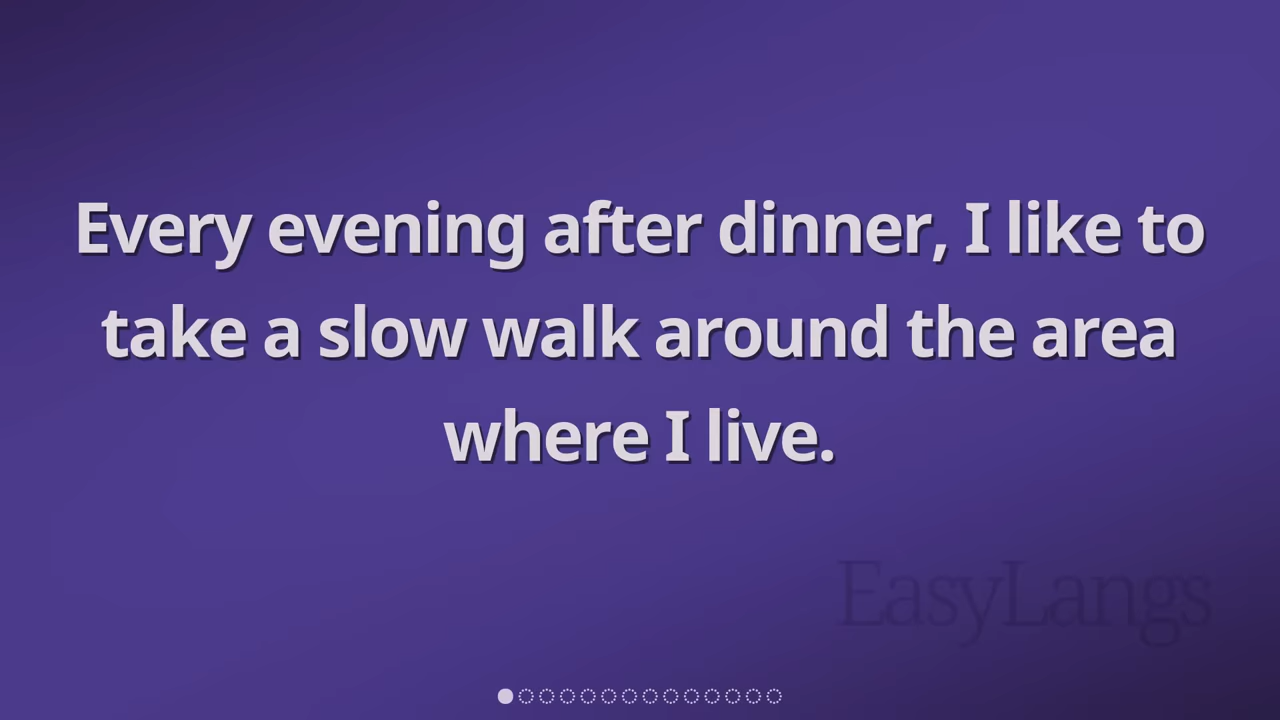 Every evening after dinner, I like to
take a slow walk around the area
where I live.
EasyLangs